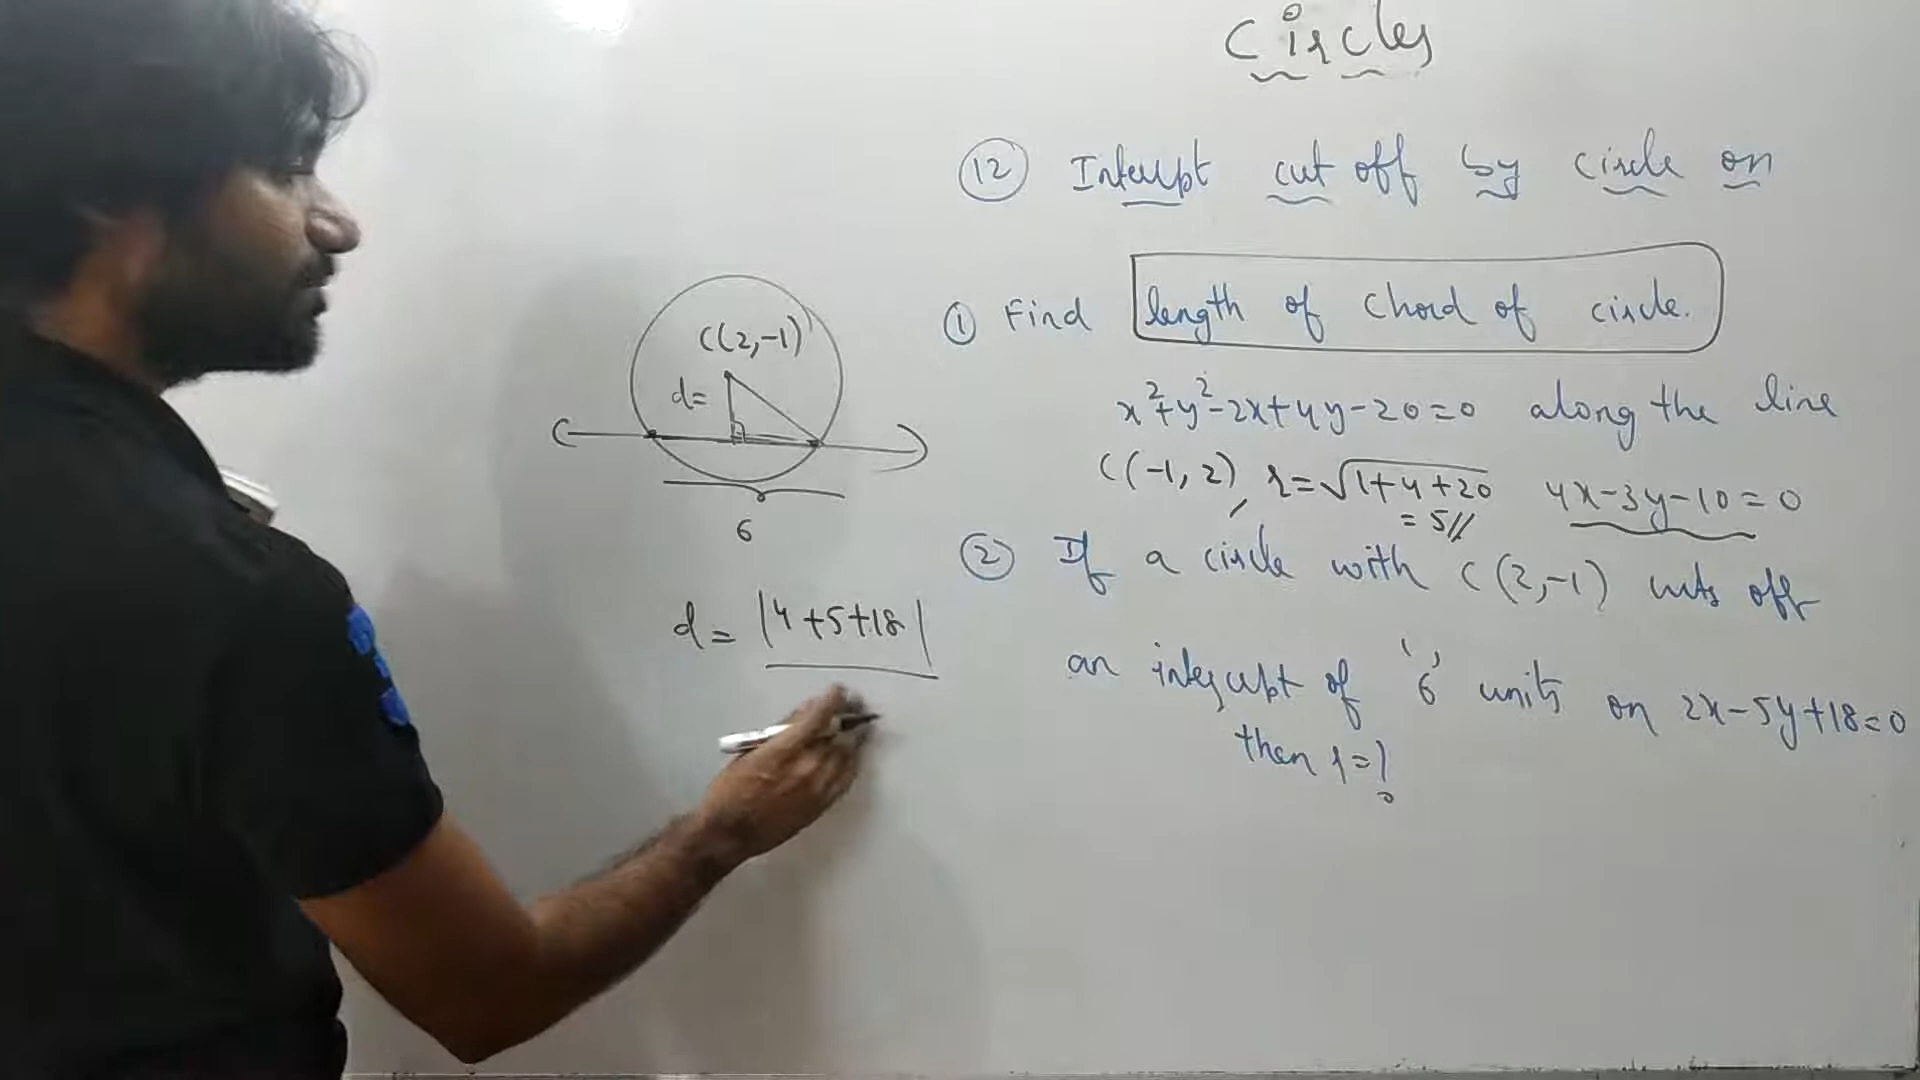 Circles
(12) Intercept cut off by circle on
(1) Find length of chord of circle.
x²+y²-2x+4y-20=0 along the line
C(-1, 2), r=√1+4+20 4x-3y-10=0
=5//
(2) If a circle with C(2,-1) cuts off
an intercept of '6' units on 2x-5y+18=0
then r=?
C(2,-1)
d=
6
d= |4+5+18|